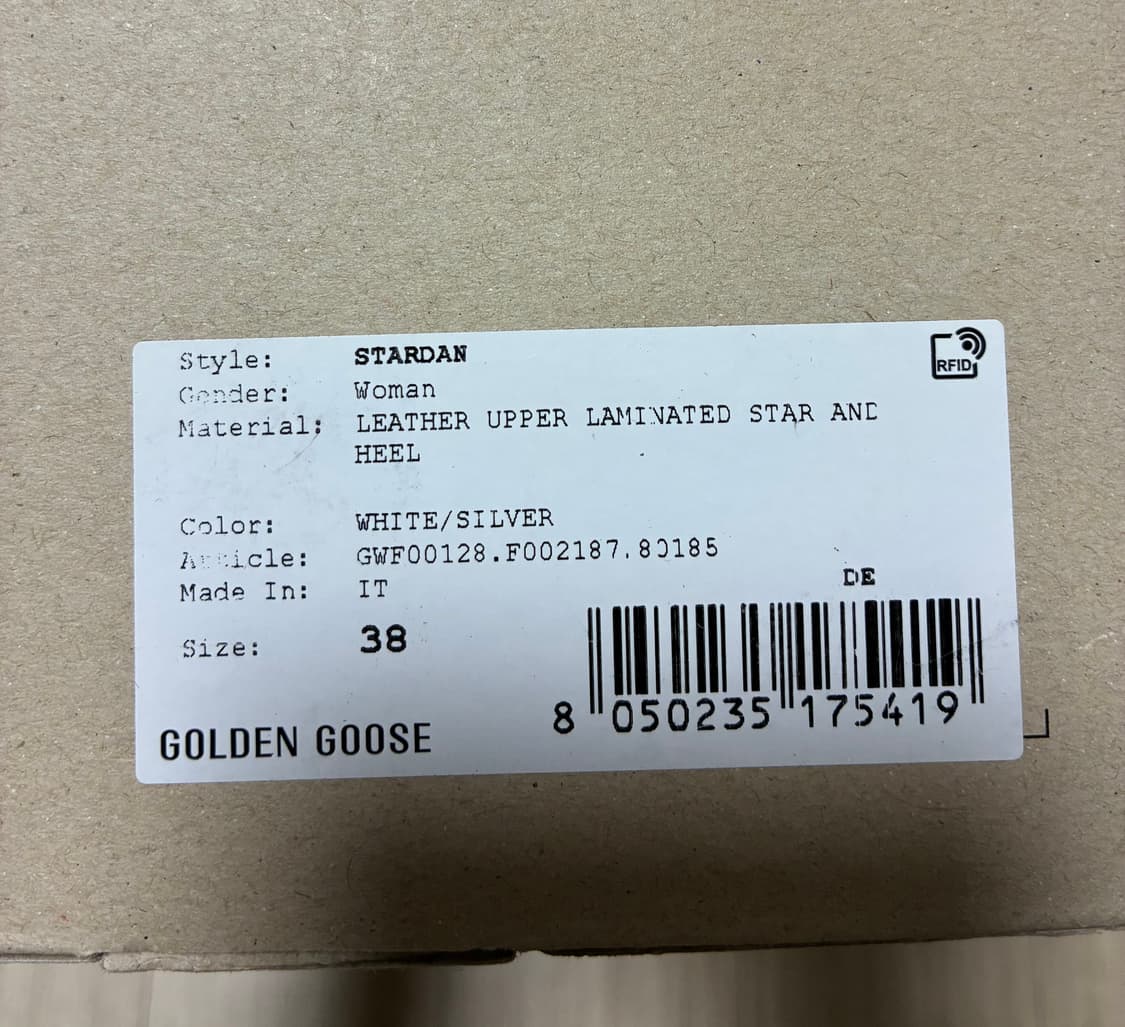 RFID
Style: STARDAN
Gender: Woman
Material: LEATHER UPPER LAMINATED STAR AND
HEEL
Color: WHITE/SILVER
Article: GWF00128.F002187.80185
Made In: IT
DE
Size: 38
8 050235 175419
GOLDEN GOOSE